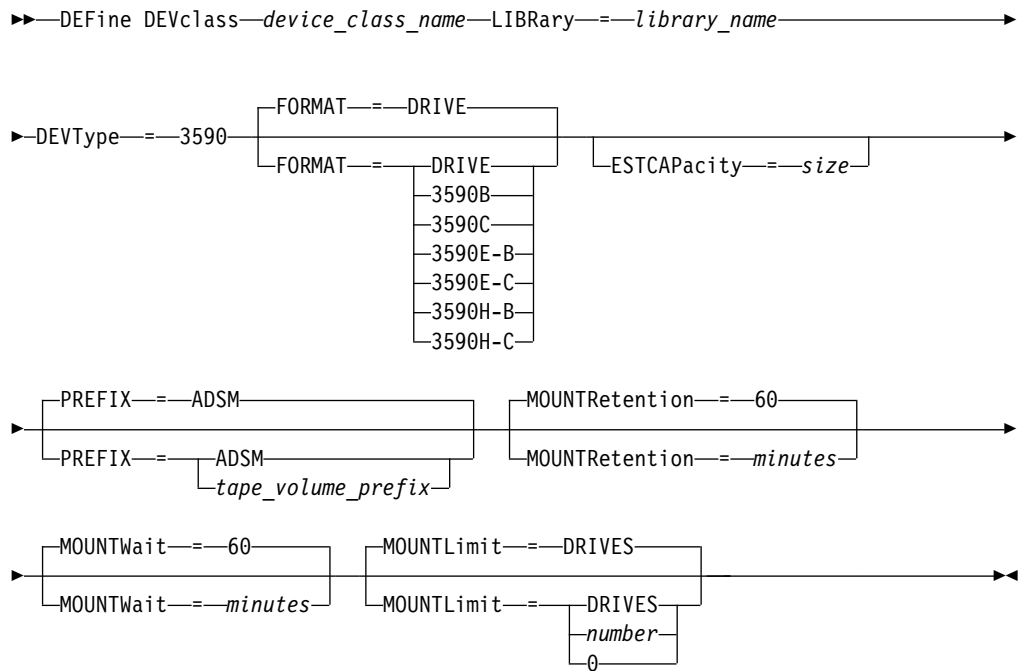 DEFine DEVclass device_class_name LIBRary = library_name
FORMAT = DRIVE
DEVType = 3590
FORMAT = DRIVE
3590B
3590C
3590E-B
3590E-C
3590H-B
3590H-C
ESTCAPacity = size
PREFIX = ADSM
PREFIX = ADSM
tape_volume_prefix
MOUNTRetention = 60
MOUNTRetention = minutes
MOUNTWait = 60
MOUNTWait = minutes
MOUNTLimit = DRIVES
MOUNTLimit = DRIVES
number
0